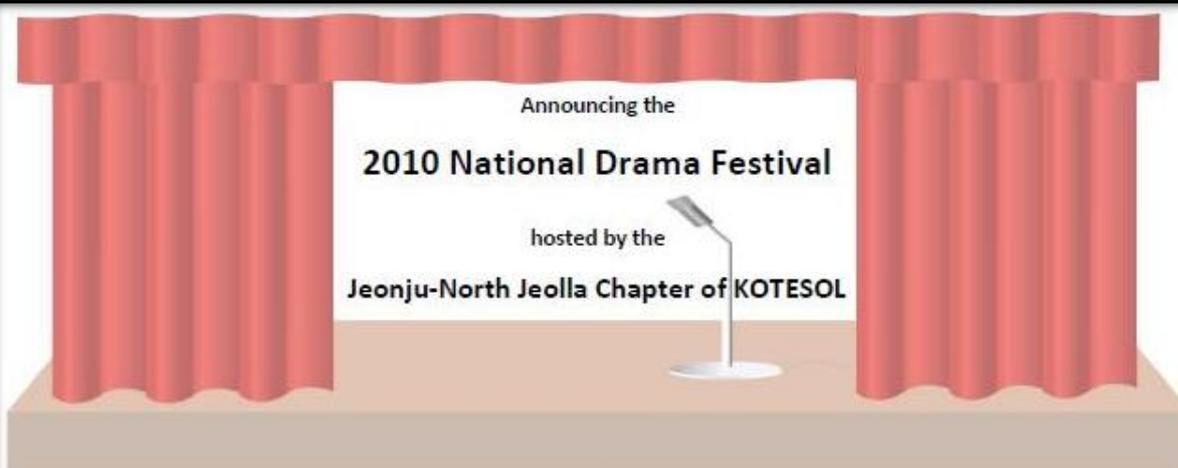 Announcing the
2010 National Drama Festival
hosted by the
Jeonju-North Jeolla Chapter of KOTESOL